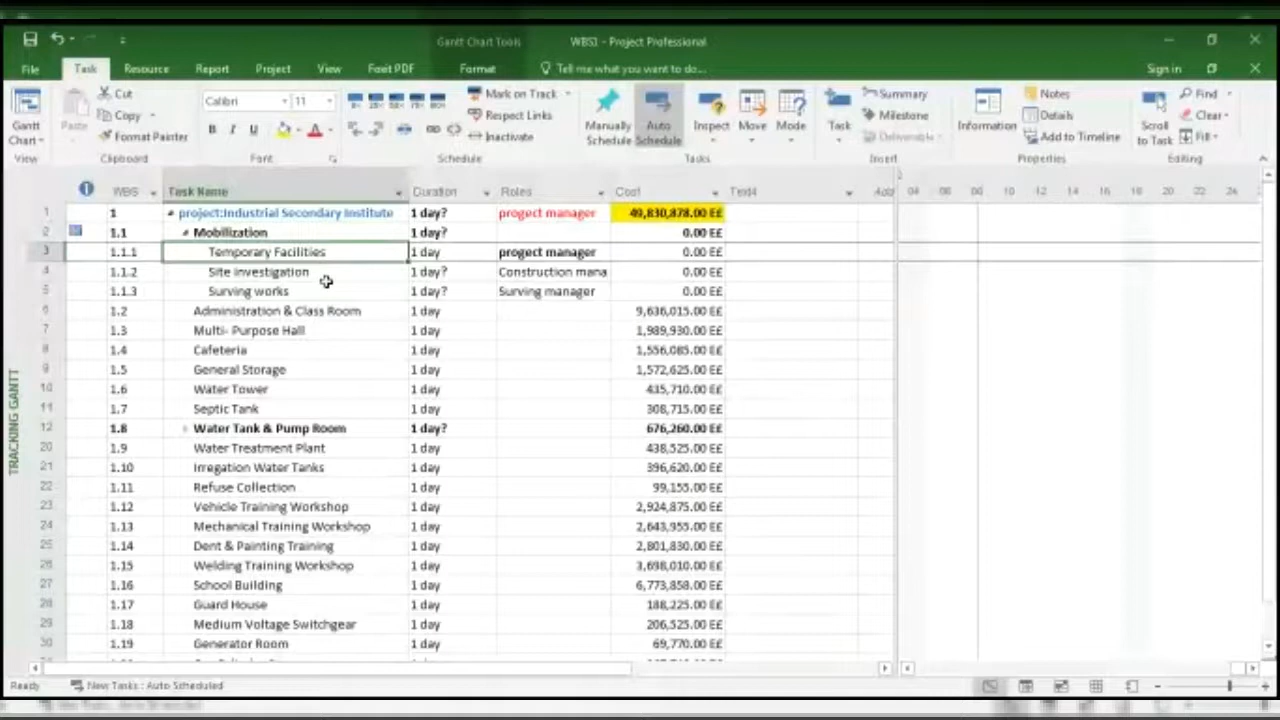 Gantt Chart Tools WBS1 - Project Professional
File Task Resource Report Project View Foxit PDF Format Tell me what you want to do... Sign in
Gantt Chart
View
Paste
Cut
Copy
Format Painter
Clipboard
Calibri 11
B I U
Font
Mark on Track
Respect Links
Inactivate
Schedule
Manually Schedule
Auto Schedule
Inspect
Move
Mode
Tasks
Task
Summary
Milestone
Deliverable
Insert
Information
Notes
Details
Add to Timeline
Properties
Scroll to Task
Find
Clear
Fill
Editing
WBS Task Name Duration Roles Cost Text4 Add 04 06 08 10 12 14 16 18 20 22 24 26
1 1 project:Industrial Secondary Institute 1 day? progect manager 49,830,878.00 E£
2 1.1 Mobilization 1 day? 0.00 E£
3 1.1.1 Temporary Facilities 1 day progect manager 0.00 E£
4 1.1.2 Site investigation 1 day? Construction mana 0.00 E£
5 1.1.3 Surving works 1 day? Surving manager 0.00 E£
6 1.2 Administration & Class Room 1 day 9,636,015.00 E£
7 1.3 Multi- Purpose Hall 1 day 1,989,930.00 E£
8 1.4 Cafeteria 1 day 1,556,085.00 E£
9 1.5 General Storage 1 day 1,572,625.00 E£
10 1.6 Water Tower 1 day 435,710.00 E£
11 1.7 Septic Tank 1 day 308,715.00 E£
12 1.8 Water Tank & Pump Room 1 day? 676,260.00 E£
20 1.9 Water Treatment Plant 1 day 438,525.00 E£
21 1.10 Irregation Water Tanks 1 day 396,620.00 E£
22 1.11 Refuse Collection 1 day 99,155.00 E£
23 1.12 Vehicle Training Workshop 1 day 2,924,875.00 E£
24 1.13 Mechanical Training Workshop 1 day 2,643,955.00 E£
25 1.14 Dent & Painting Training 1 day 2,801,830.00 E£
26 1.15 Welding Training Workshop 1 day 3,698,010.00 E£
27 1.16 School Building 1 day 6,773,858.00 E£
28 1.17 Guard House 1 day 188,225.00 E£
29 1.18 Medium Voltage Switchgear 1 day 206,525.00 E£
30 1.19 Generator Room 1 day 69,770.00 E£
TRACKING GANTT
Ready New Tasks : Auto Scheduled